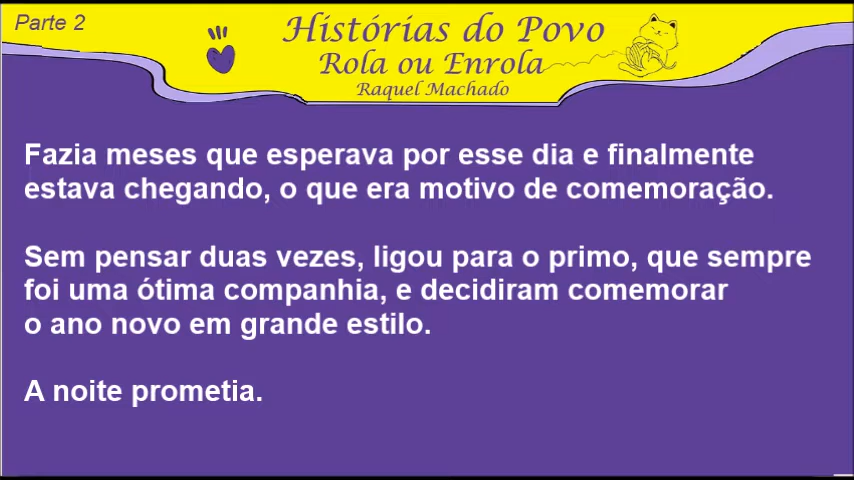 Parte 2
Histórias do Povo
Rola ou Enrola
Raquel Machado
Fazia meses que esperava por esse dia e finalmente
estava chegando, o que era motivo de comemoração.
Sem pensar duas vezes, ligou para o primo, que sempre
foi uma ótima companhia, e decidiram comemorar
o ano novo em grande estilo.
A noite prometia.